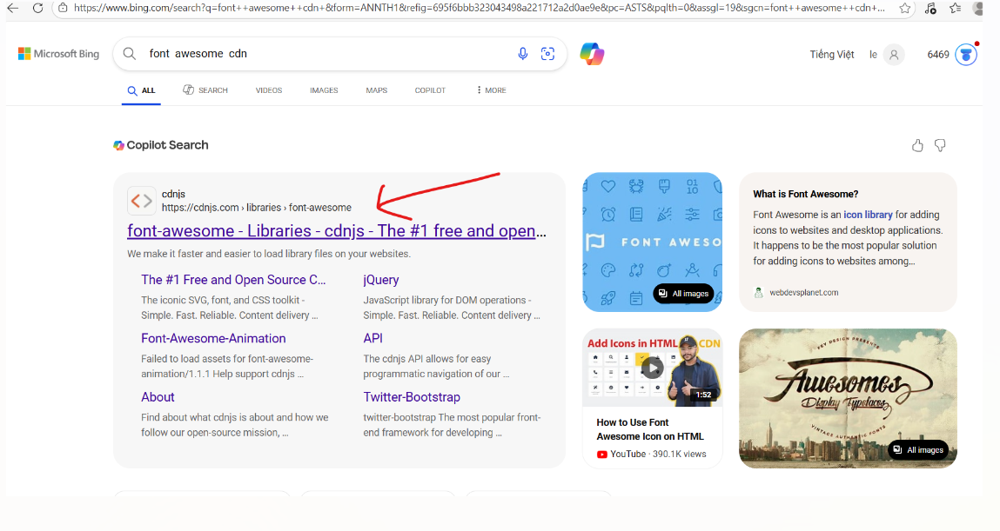 https://www.bing.com/search?q=font++awesome++cdn+&form=ANNTH1&refig=695f6bbb323043498a221712a2d0ae9e&pc=ASTS&pqlth=0&assgl=19&sgcn=font++awesome++cdn+...
Microsoft Bing
font awesome cdn
Tiếng Việt
le
6469
ALL
SEARCH
VIDEOS
IMAGES
MAPS
COPILOT
MORE
Copilot Search
cdnjs
https://cdnjs.com › libraries › font-awesome
font-awesome - Libraries - cdnjs - The #1 free and open...
We make it faster and easier to load library files on your websites.
The #1 Free and Open Source C...
The iconic SVG, font, and CSS toolkit -
Simple. Fast. Reliable. Content delivery ...
jQuery
JavaScript library for DOM operations -
Simple. Fast. Reliable. Content delivery ...
Font-Awesome-Animation
Failed to load assets for font-awesome-
animation/1.1.1 Help support cdnjs ...
API
The cdnjs API allows for easy
programmatic navigation of our ...
About
Find about what cdnjs is about and how we
follow our open-source mission, ...
Twitter-Bootstrap
twitter-bootstrap The most popular front-
end framework for developing ...
01
10
FONT AWESO
All images
What is Font Awesome?
Font Awesome is an icon library for adding
icons to websites and desktop applications.
It happens to be the most popular solution
for adding icons to websites among...
webdevsplanet.com
Add Icons in HTML
CDN
1:52
How to Use Font
Awesome Icon on HTML
YouTube · 390.1K views
KEY DESIGN PRESENTS
Awesomes
Display Typefaces
VINTAGE AUTHENTIC FONTS
All images